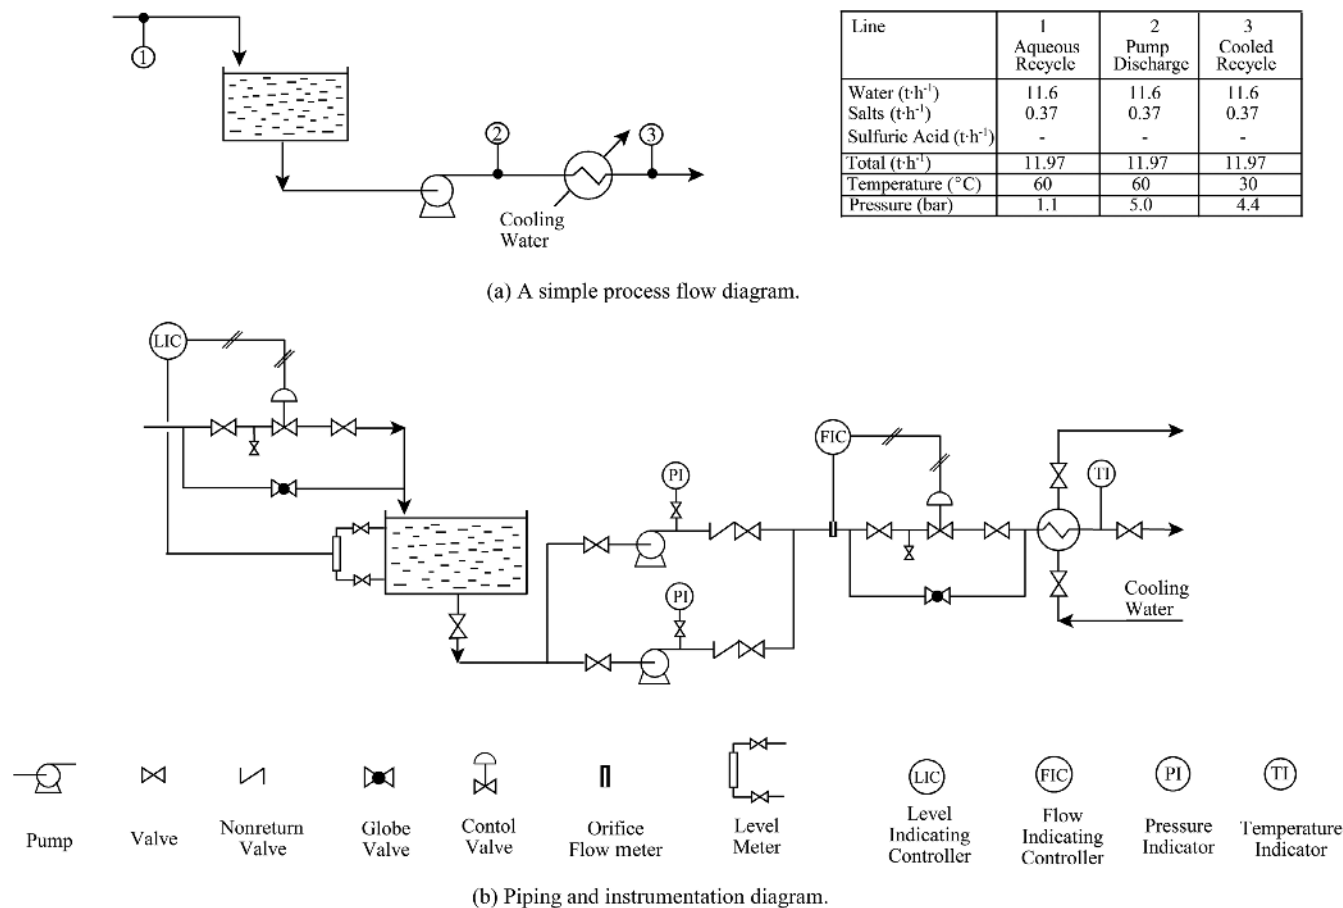 1
2
3
Cooling
Water
Line 1 2 3
Aqueous Pump Cooled
Recycle Discharge Recycle
Water (t·h⁻¹) 11.6 11.6 11.6
Salts (t·h⁻¹) 0.37 0.37 0.37
Sulfuric Acid (t·h⁻¹) - - -
Total (t·h⁻¹) 11.97 11.97 11.97
Temperature (°C) 60 60 30
Pressure (bar) 1.1 5.0 4.4
(a) A simple process flow diagram.
LIC
PI
FIC
TI
PI
Cooling
Water
LIC FIC PI TI
Pump
Valve
Nonreturn
Valve
Globe
Valve
Contol
Valve
Orifice
Flow meter
Level
Meter
Level
Indicating
Controller
Flow
Indicating
Controller
Pressure
Indicator
Temperature
Indicator
(b) Piping and instrumentation diagram.